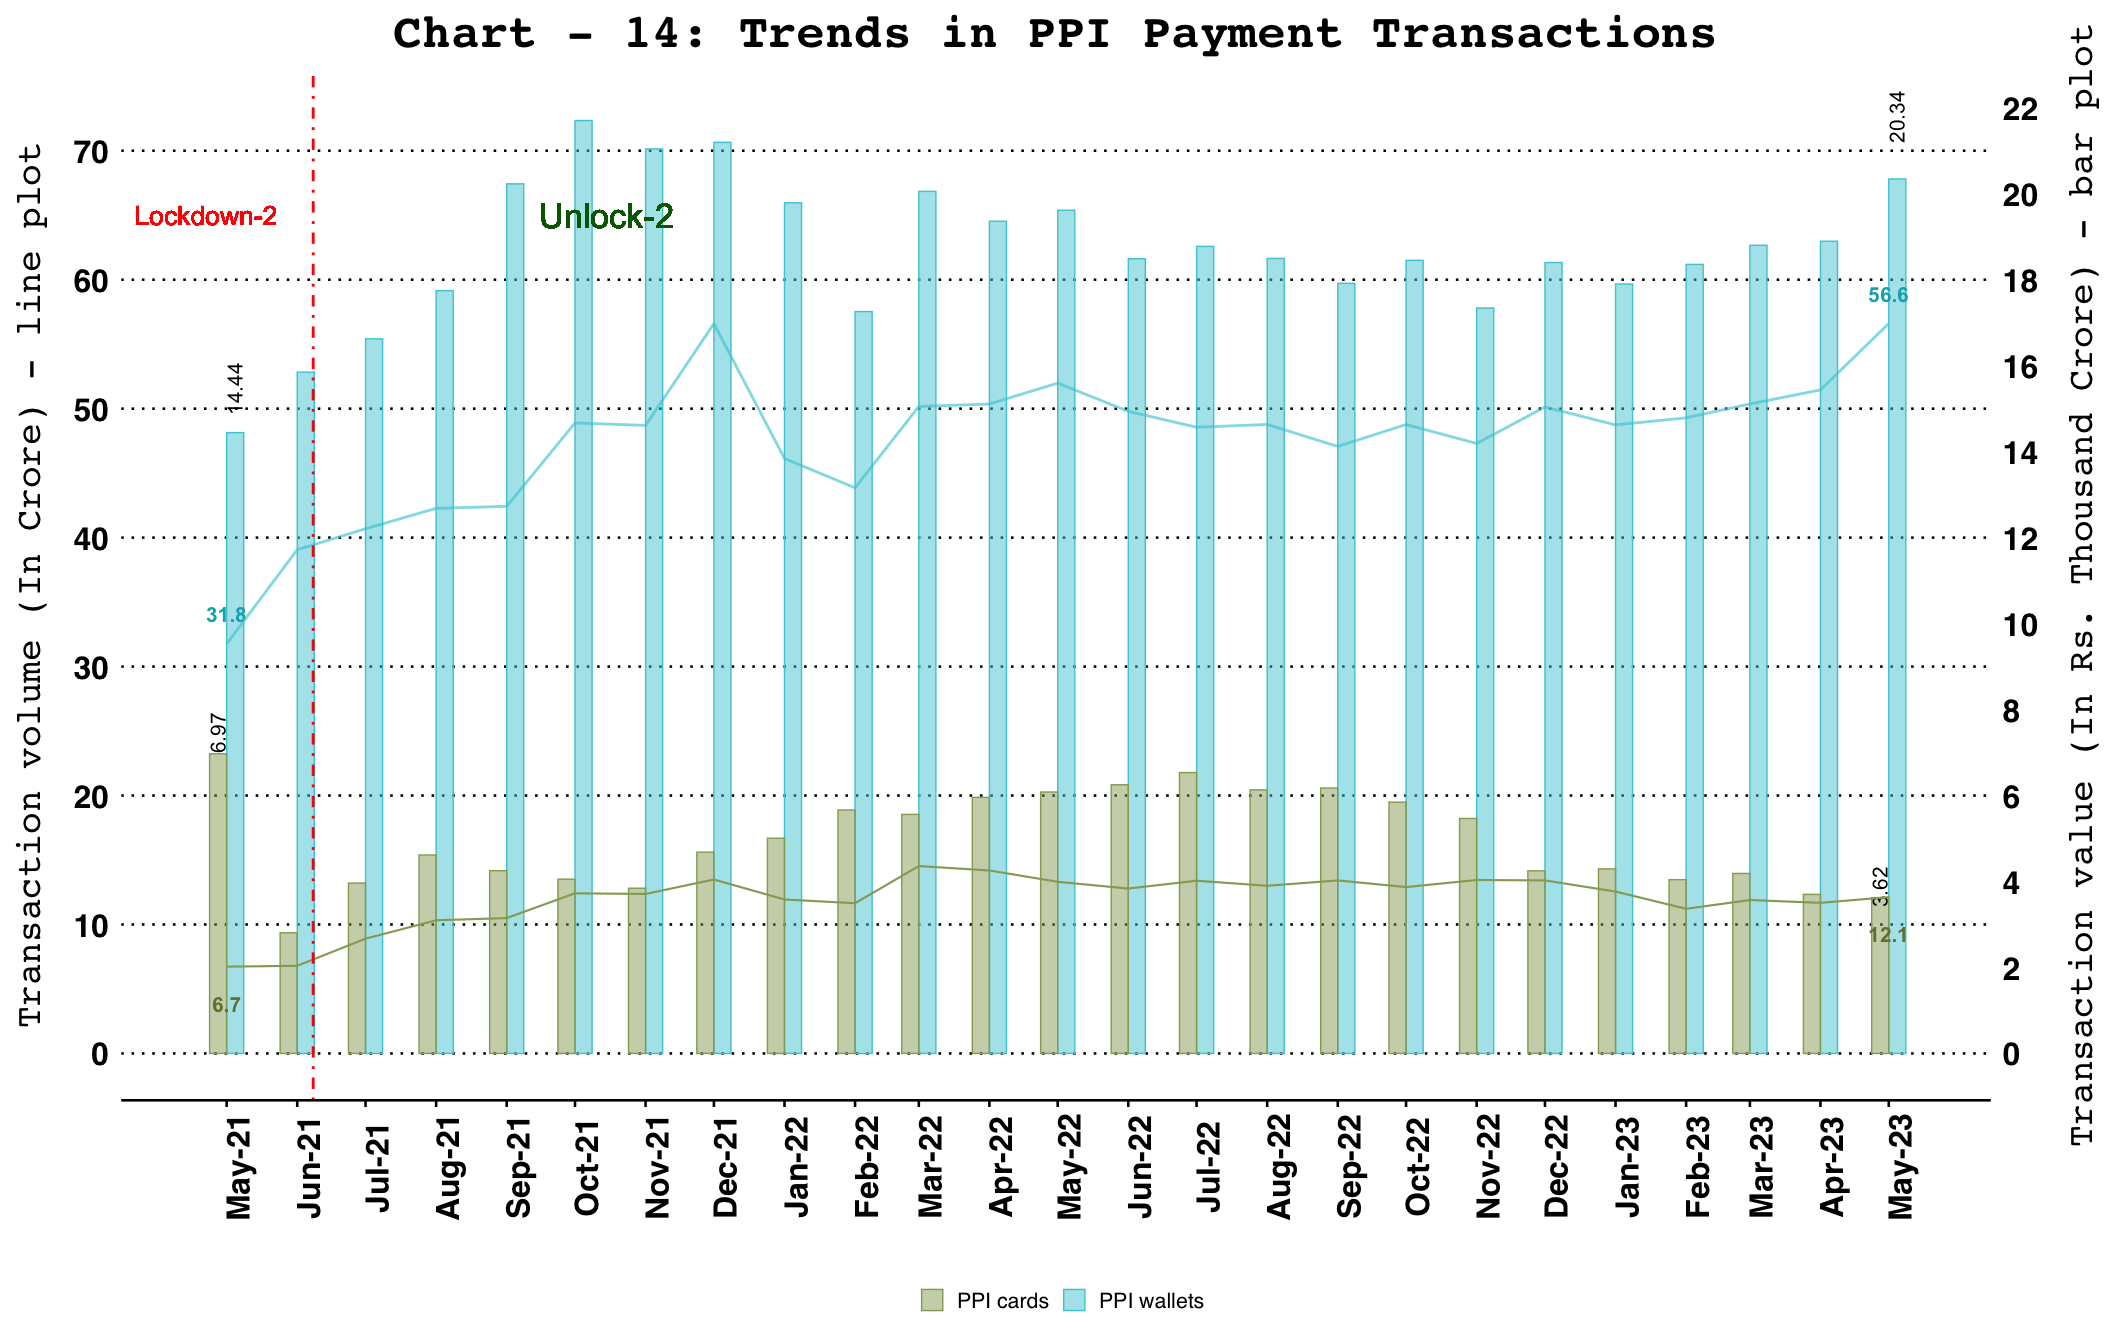 Chart - 14: Trends in PPI Payment Transactions
Transaction volume (In Crore) - line plot
70
60
50
40
30
20
10
0
Lockdown-2
Unlock-2
14.44
20.34
56.6
31.8
6.97
3.62
12.1
6.7
22
20
18
16
14
12
10
8
6
4
2
0
Transaction value (In Rs. Thousand Crore) - bar plot
May-21
Jun-21
Jul-21
Aug-21
Sep-21
Oct-21
Nov-21
Dec-21
Jan-22
Feb-22
Mar-22
Apr-22
May-22
Jun-22
Jul-22
Aug-22
Sep-22
Oct-22
Nov-22
Dec-22
Jan-23
Feb-23
Mar-23
Apr-23
May-23
PPI cards
PPI wallets